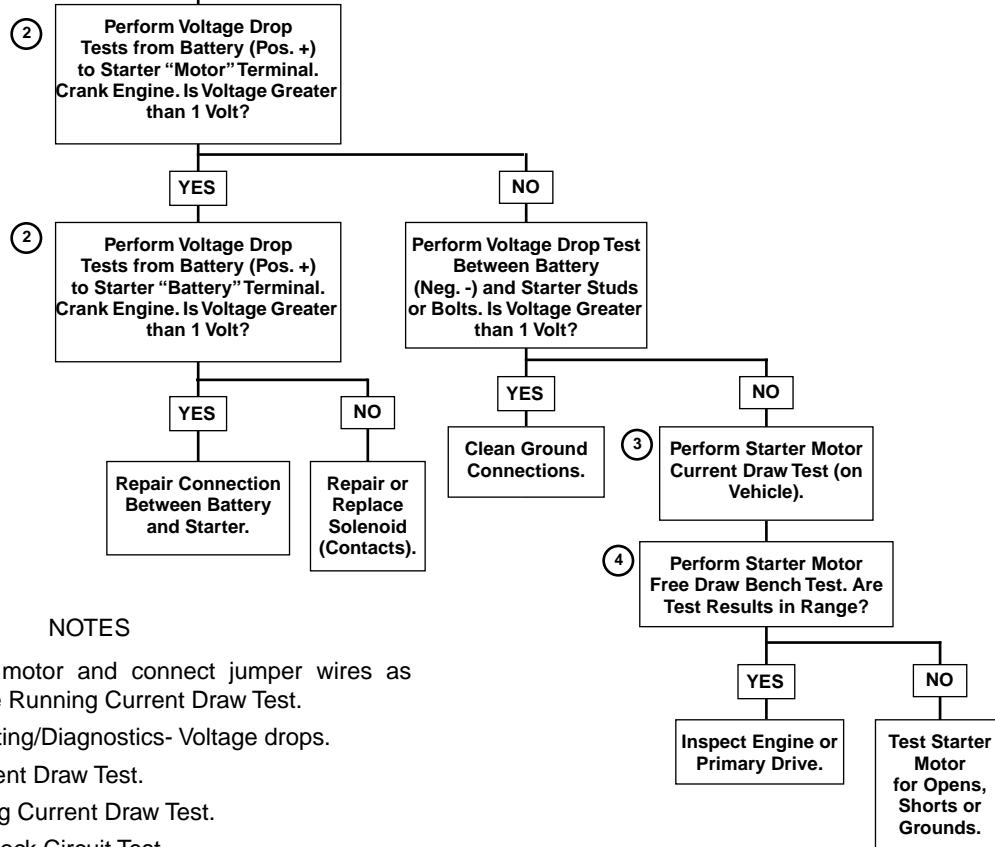 2
Perform Voltage Drop
Tests from Battery (Pos. +)
to Starter “Motor” Terminal.
Crank Engine. Is Voltage Greater
than 1 Volt?
YES
NO
2
Perform Voltage Drop
Tests from Battery (Pos. +)
to Starter “Battery” Terminal.
Crank Engine. Is Voltage Greater
than 1 Volt?
Perform Voltage Drop Test
Between Battery
(Neg. -) and Starter Studs
or Bolts. Is Voltage Greater
than 1 Volt?
YES
NO
YES
NO
Repair Connection
Between Battery
and Starter.
Repair or
Replace
Solenoid
(Contacts).
Clean Ground
Connections.
3
Perform Starter Motor
Current Draw Test (on
Vehicle).
4
Perform Starter Motor
Free Draw Bench Test. Are
Test Results in Range?
YES
NO
Inspect Engine or
Primary Drive.
Test Starter
Motor
for Opens,
Shorts or
Grounds.
NOTES
motor and connect jumper wires as
Running Current Draw Test.
ting/Diagnostics- Voltage drops.
ent Draw Test.
g Current Draw Test.
ock Circuit Test